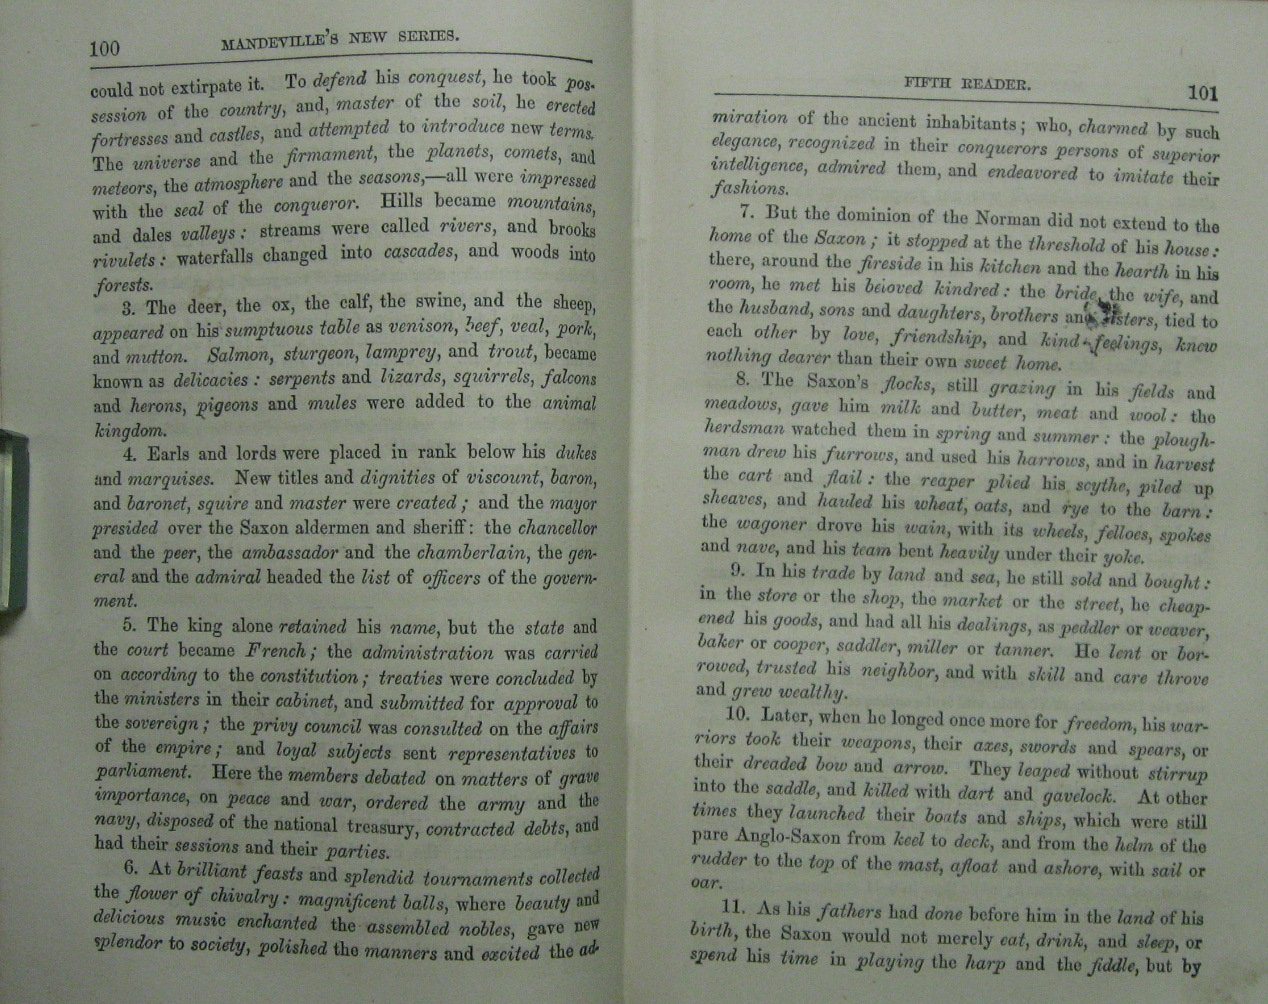 100
MANDEVILLE'S NEW SERIES.
could not extirpate it. To defend his conquest, he took pos-
session of the country, and, master of the soil, he erected
fortresses and castles, and attempted to introduce new terms.
The universe and the firmament, the planets, comets, and
meteors, the atmosphere and the seasons,—all were impressed
with the seal of the conqueror. Hills became mountains,
and dales valleys: streams were called rivers, and brooks
rivulets: waterfalls changed into cascades, and woods into
forests.
3. The deer, the ox, the calf, the swine, and the sheep,
appeared on his sumptuous table as venison, beef, veal, pork,
and mutton. Salmon, sturgeon, lamprey, and trout, became
known as delicacies: serpents and lizards, squirrels, falcons
and herons, pigeons and mules were added to the animal
kingdom.
4. Earls and lords were placed in rank below his dukes
and marquises. New titles and dignities of viscount, baron,
and baronet, squire and master were created; and the mayor
presided over the Saxon aldermen and sheriff: the chancellor
and the peer, the ambassador and the chamberlain, the gen-
eral and the admiral headed the list of officers of the govern-
ment.
5. The king alone retained his name, but the state and
the court became French; the administration was carried
on according to the constitution; treaties were concluded by
the ministers in their cabinet, and submitted for approval to
the sovereign; the privy council was consulted on the affairs
of the empire; and loyal subjects sent representatives to
parliament. Here the members debated on matters of grave
importance, on peace and war, ordered the army and the
navy, disposed of the national treasury, contracted debts, and
had their sessions and their parties.
6. At brilliant feasts and splendid tournaments collected
the flower of chivalry: magnificent balls, where beauty and
delicious music enchanted the assembled nobles, gave new
splendor to society, polished the manners and excited the ad-
FIFTH READER.
101
miration of the ancient inhabitants; who, charmed by such
elegance, recognized in their conquerors persons of superior
intelligence, admired them, and endeavored to imitate their
fashions.
7. But the dominion of the Norman did not extend to the
home of the Saxon; it stopped at the threshold of his house:
there, around the fireside in his kitchen and the hearth in his
room, he met his beloved kindred: the bride, the wife, and
the husband, sons and daughters, brothers and sisters, tied to
each other by love, friendship, and kind feelings, knew
nothing dearer than their own sweet home.
8. The Saxon's flocks, still grazing in his fields and
meadows, gave him milk and butter, meat and wool: the
herdsman watched them in spring and summer: the plough-
man drew his furrows, and used his harrows, and in harvest
the cart and flail: the reaper plied his scythe, piled up
sheaves, and hauled his wheat, oats, and rye to the barn:
the wagoner drove his wain, with its wheels, felloes, spokes
and nave, and his team bent heavily under their yoke.
9. In his trade by land and sea, he still sold and bought:
in the store or the shop, the market or the street, he cheap-
ened his goods, and had all his dealings, as peddler or weaver,
baker or cooper, saddler, miller or tanner. He lent or bor-
rowed, trusted his neighbor, and with skill and care throve
and grew wealthy.
10. Later, when he longed once more for freedom, his war-
riors took their weapons, their axes, swords and spears, or
their dreaded bow and arrow. They leaped without stirrup
into the saddle, and killed with dart and gavelock. At other
times they launched their boats and ships, which were still
pure Anglo-Saxon from keel to deck, and from the helm of the
rudder to the top of the mast, afloat and ashore, with sail or
oar.
11. As his fathers had done before him in the land of his
birth, the Saxon would not merely eat, drink, and sleep, or
spend his time in playing the harp and the fiddle, but by